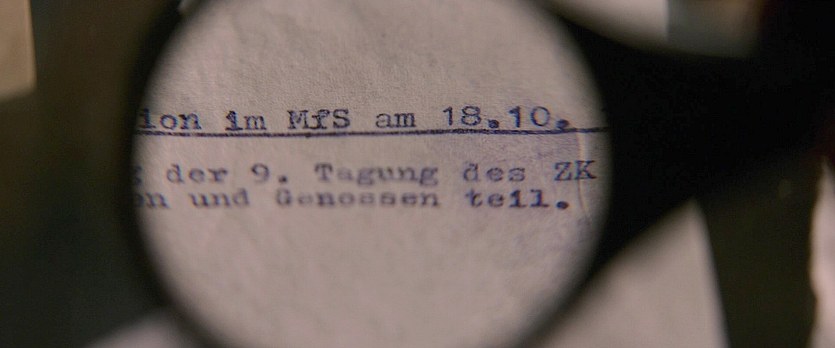 ion im MfS am 18.10.
der 9. Tagung des ZK
en und Genossen teil.